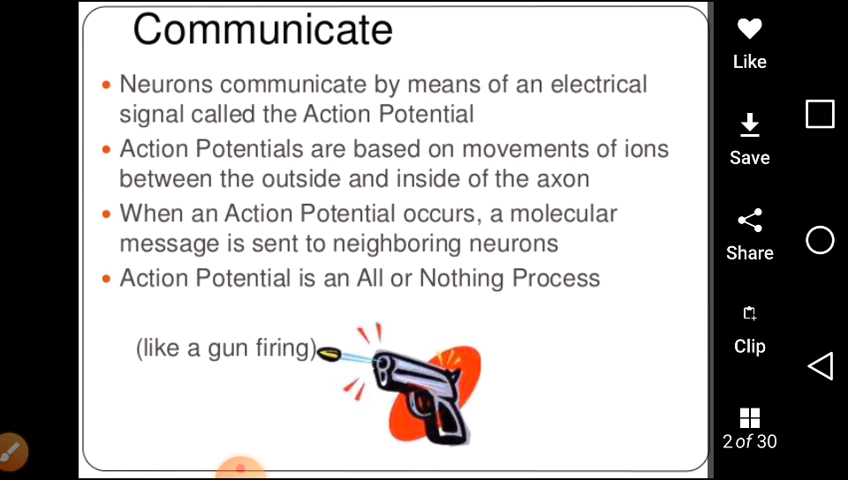 Communicate
Neurons communicate by means of an electrical
signal called the Action Potential
Action Potentials are based on movements of ions
between the outside and inside of the axon
When an Action Potential occurs, a molecular
message is sent to neighboring neurons
Action Potential is an All or Nothing Process
(like a gun firing)
Like
Save
Share
Clip
2 of 30